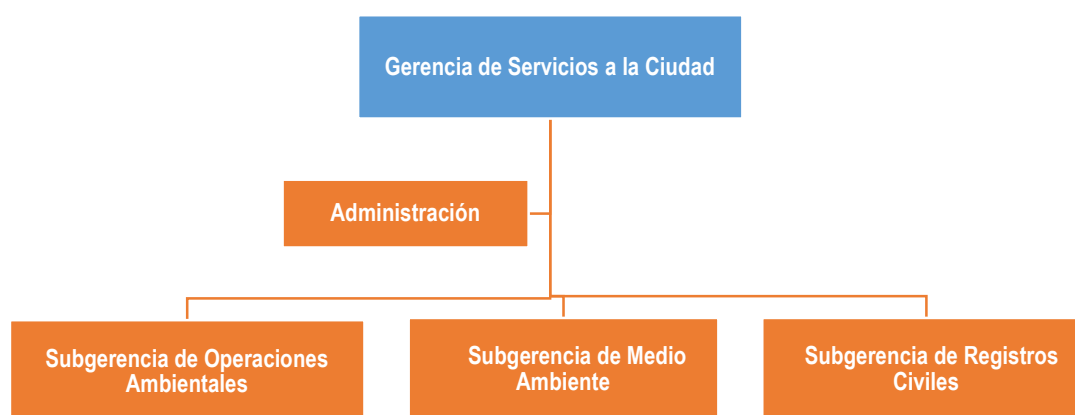 Gerencia de Servicios a la Ciudad
Administración
Subgerencia de Operaciones
Ambientales
Subgerencia de Medio
Ambiente
Subgerencia de Registros
Civiles